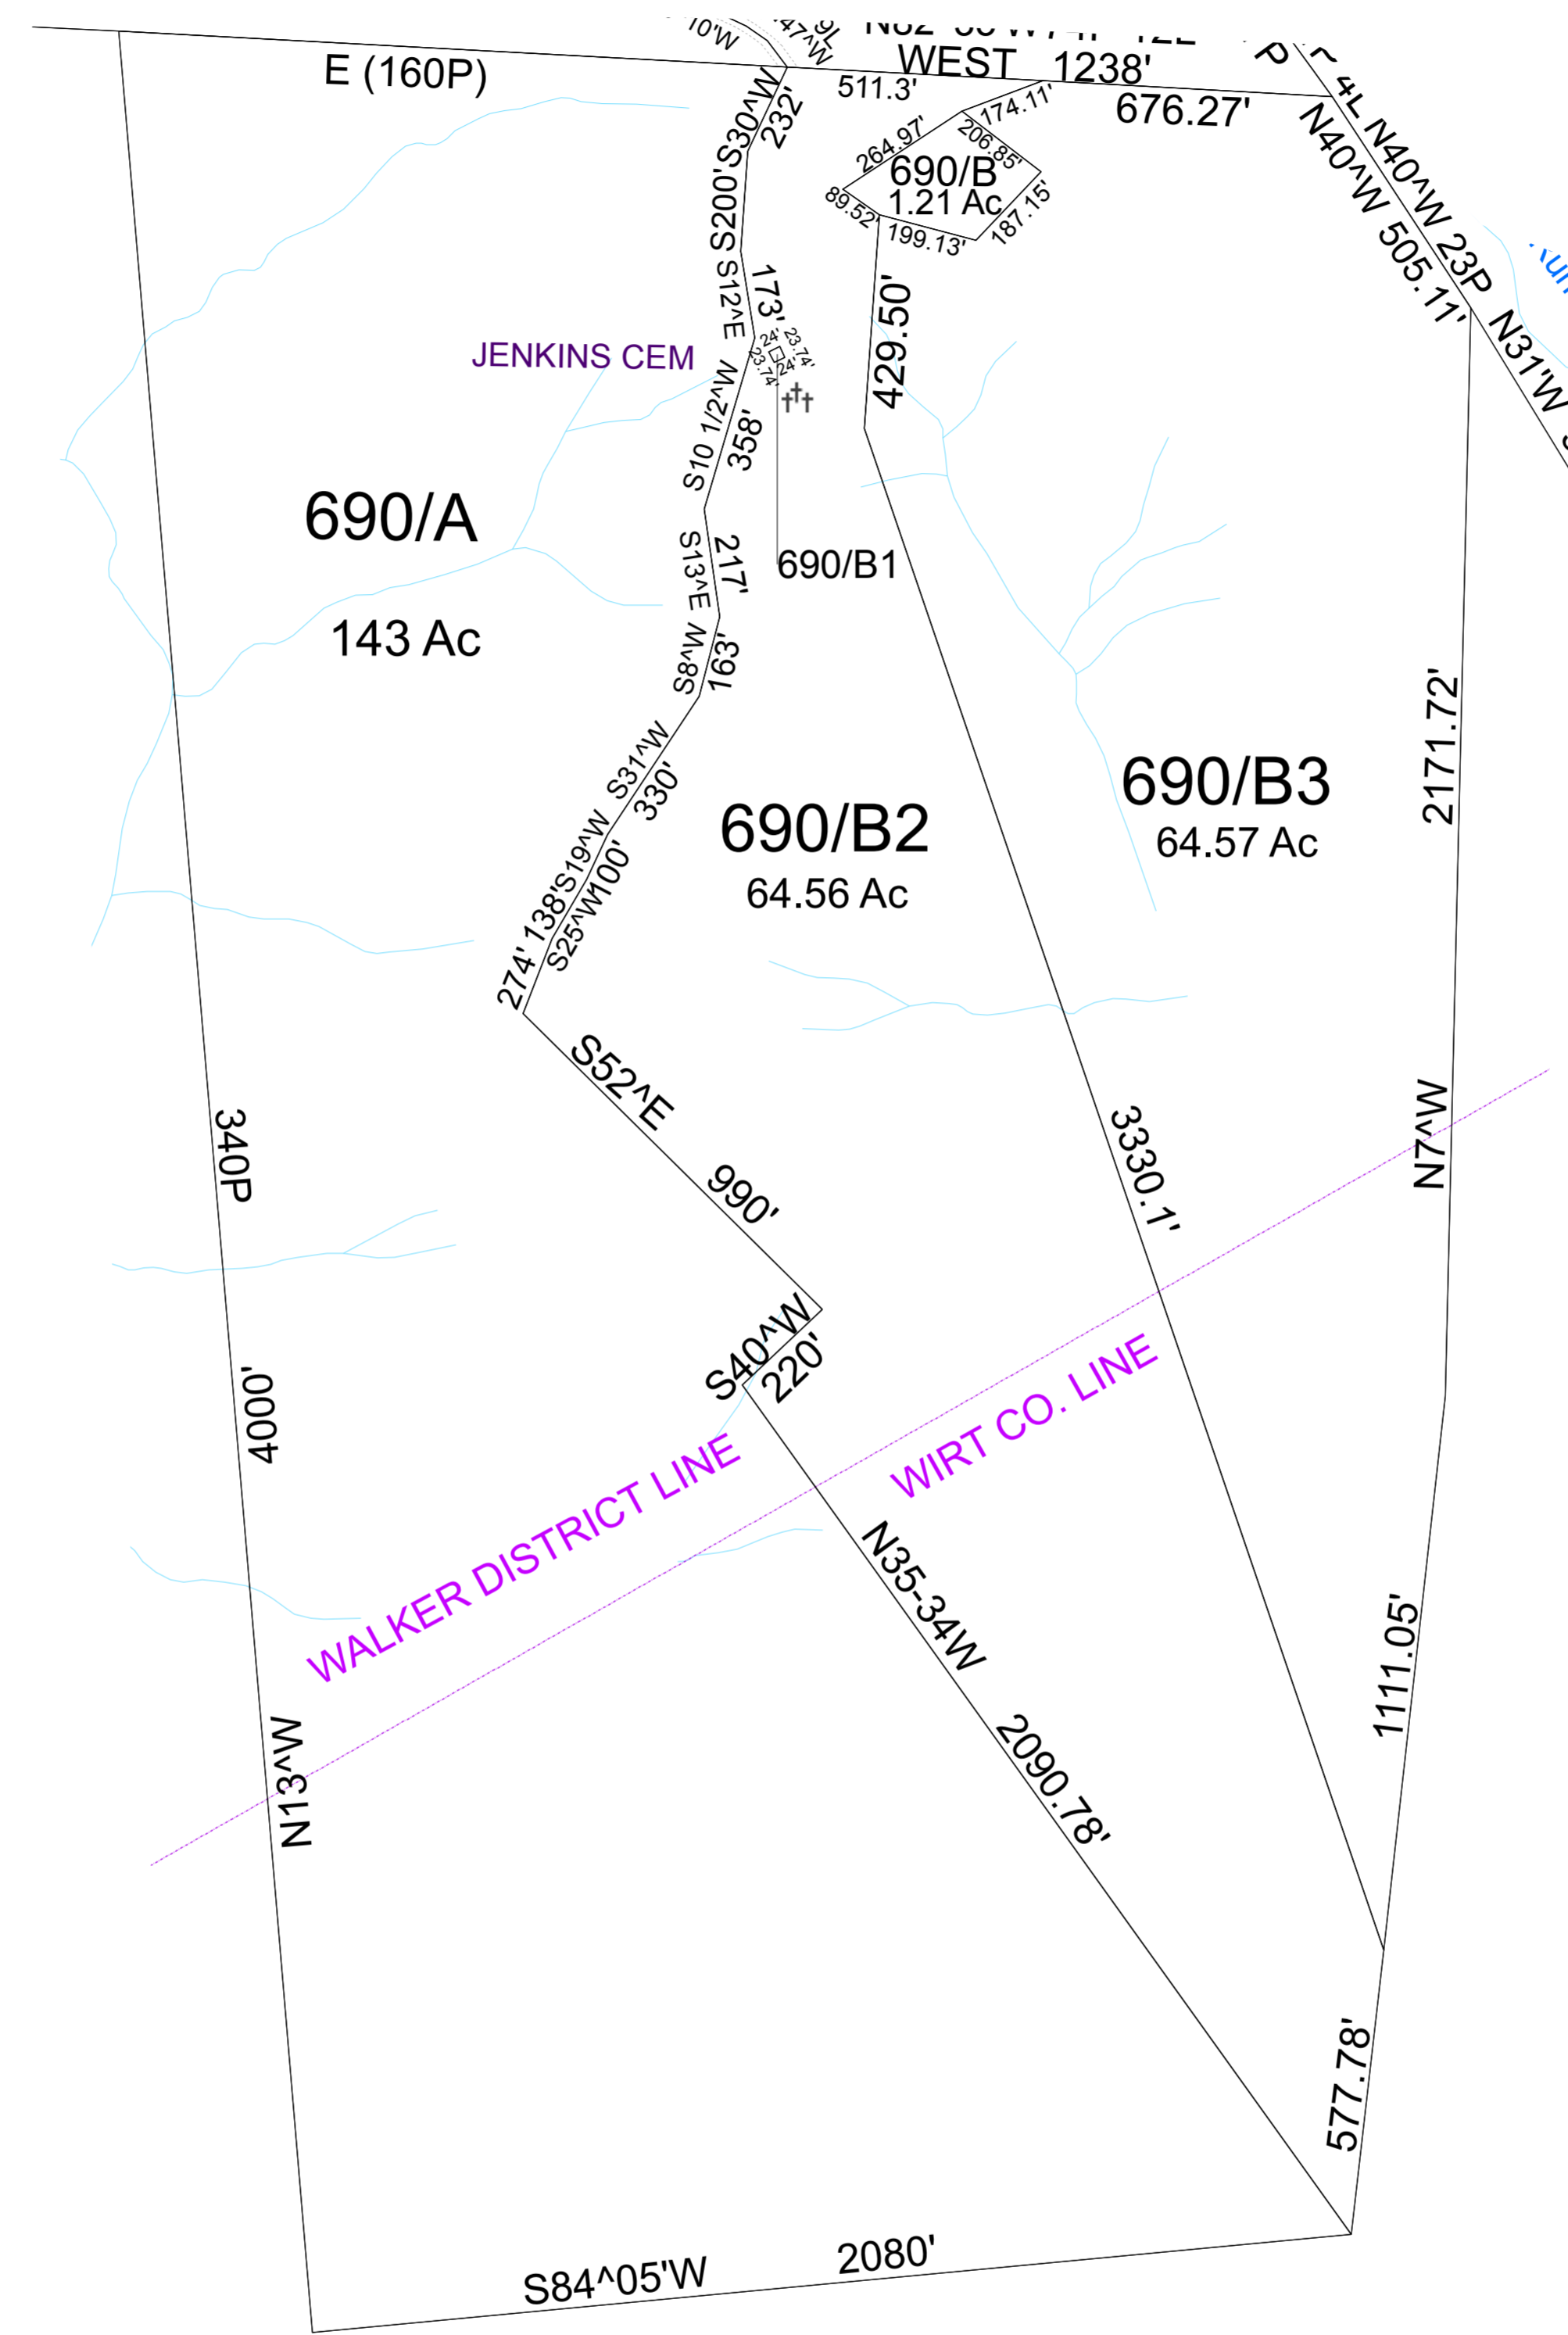 10'W
47^W
9L
WEST 1238'
E (160P)
511.3'
676.27'
P
4L N40^W 23P N31'W
N40^W 505.11'
S30^W
232'
S200'
174.11'
264.97'
206.85'
690/B
1.21 Ac
89.52'
199.13'
187.15'
S12^E
173'
24'
23.74'
23.74'
24'
429.50'
JENKINS CEM
S10 1/2^W
358'
690/A
143 Ac
690/B1
S13^E
217'
S8^W
163'
S31^W
330'
690/B2
64.56 Ac
690/B3
64.57 Ac
2171.72'
S19^W
100'
138'
S25^W
274'
S52^E
990'
340P
3330.1'
N7^W
S40^W
220'
4000'
WALKER DISTRICT LINE
WIRT CO. LINE
N35-34W
2090.78'
1111.05'
N13^W
577.78'
S84^05'W
2080'